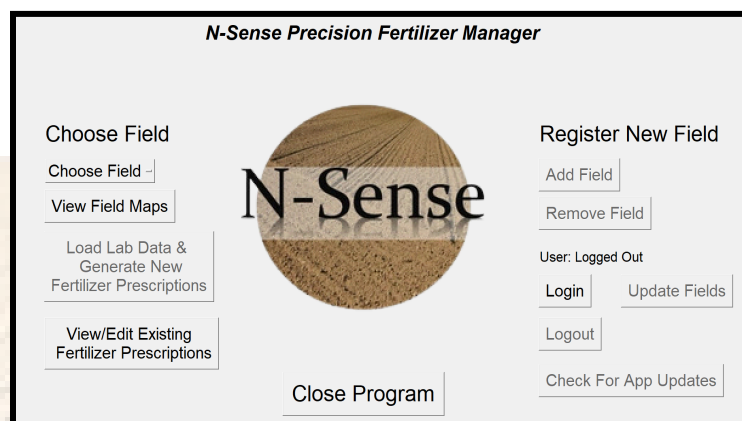 N-Sense Precision Fertilizer Manager
Choose Field
Choose Field
View Field Maps
Load Lab Data &
Generate New
Fertilizer Prescriptions
View/Edit Existing
Fertilizer Prescriptions
N-Sense
Close Program
Register New Field
Add Field
Remove Field
User: Logged Out
Login
Update Fields
Logout
Check For App Updates